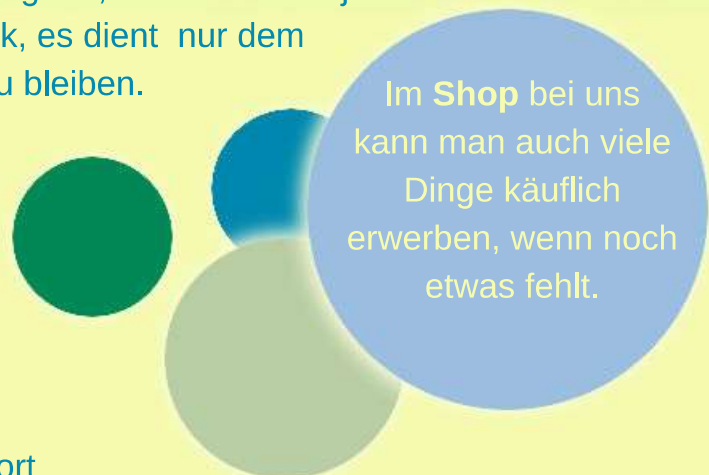 k, es dient nur dem
u bleiben.
Im Shop bei uns
kann man auch viele
Dinge käuflich
erwerben, wenn noch
etwas fehlt.
ort